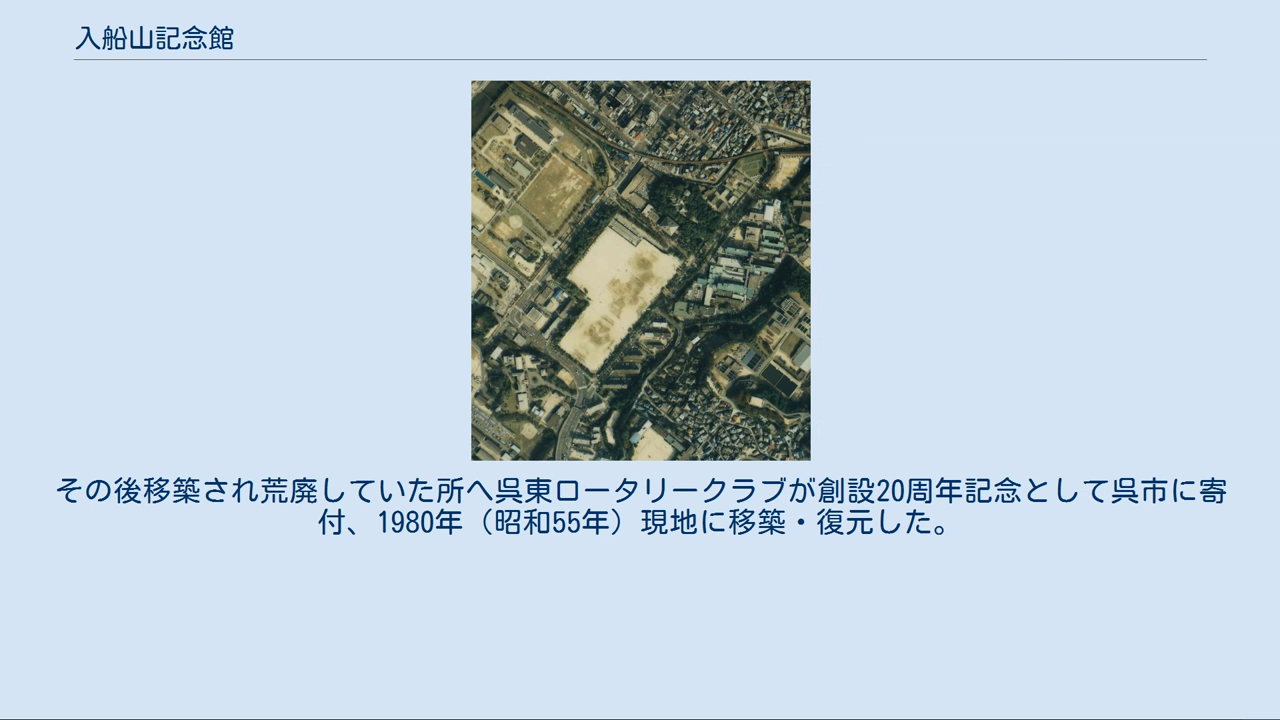 入船山記念館
その後移築され荒廃していた所へ呉東ロータリークラブが創設20周年記念として呉市に寄
付、1980年（昭和55年）現地に移築・復元した。